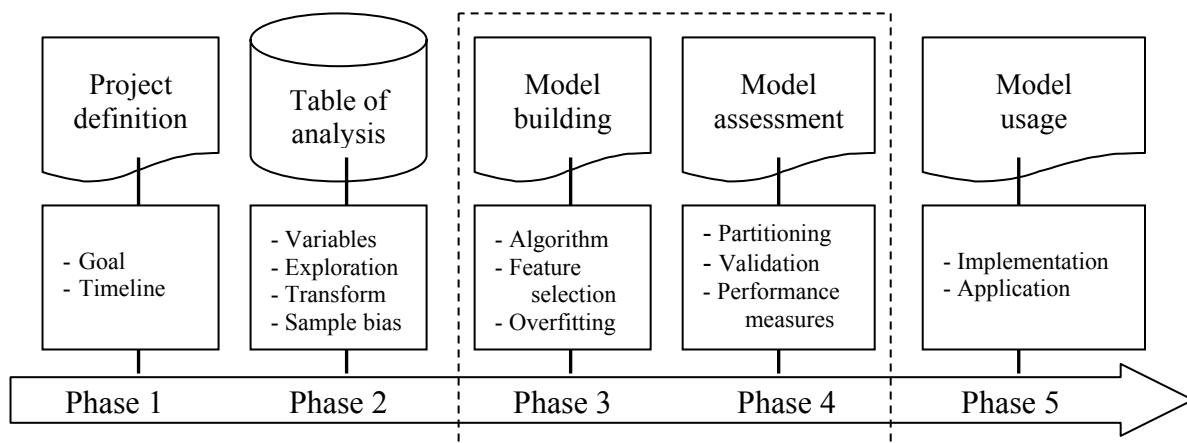 Project
definition
Table of
analysis
Model
building
Model
assessment
Model
usage
- Goal
- Timeline
- Variables
- Exploration
- Transform
- Sample bias
- Algorithm
- Feature
selection
- Overfitting
- Partitioning
- Validation
- Performance
measures
- Implementation
- Application
Phase 1
Phase 2
Phase 3
Phase 4
Phase 5